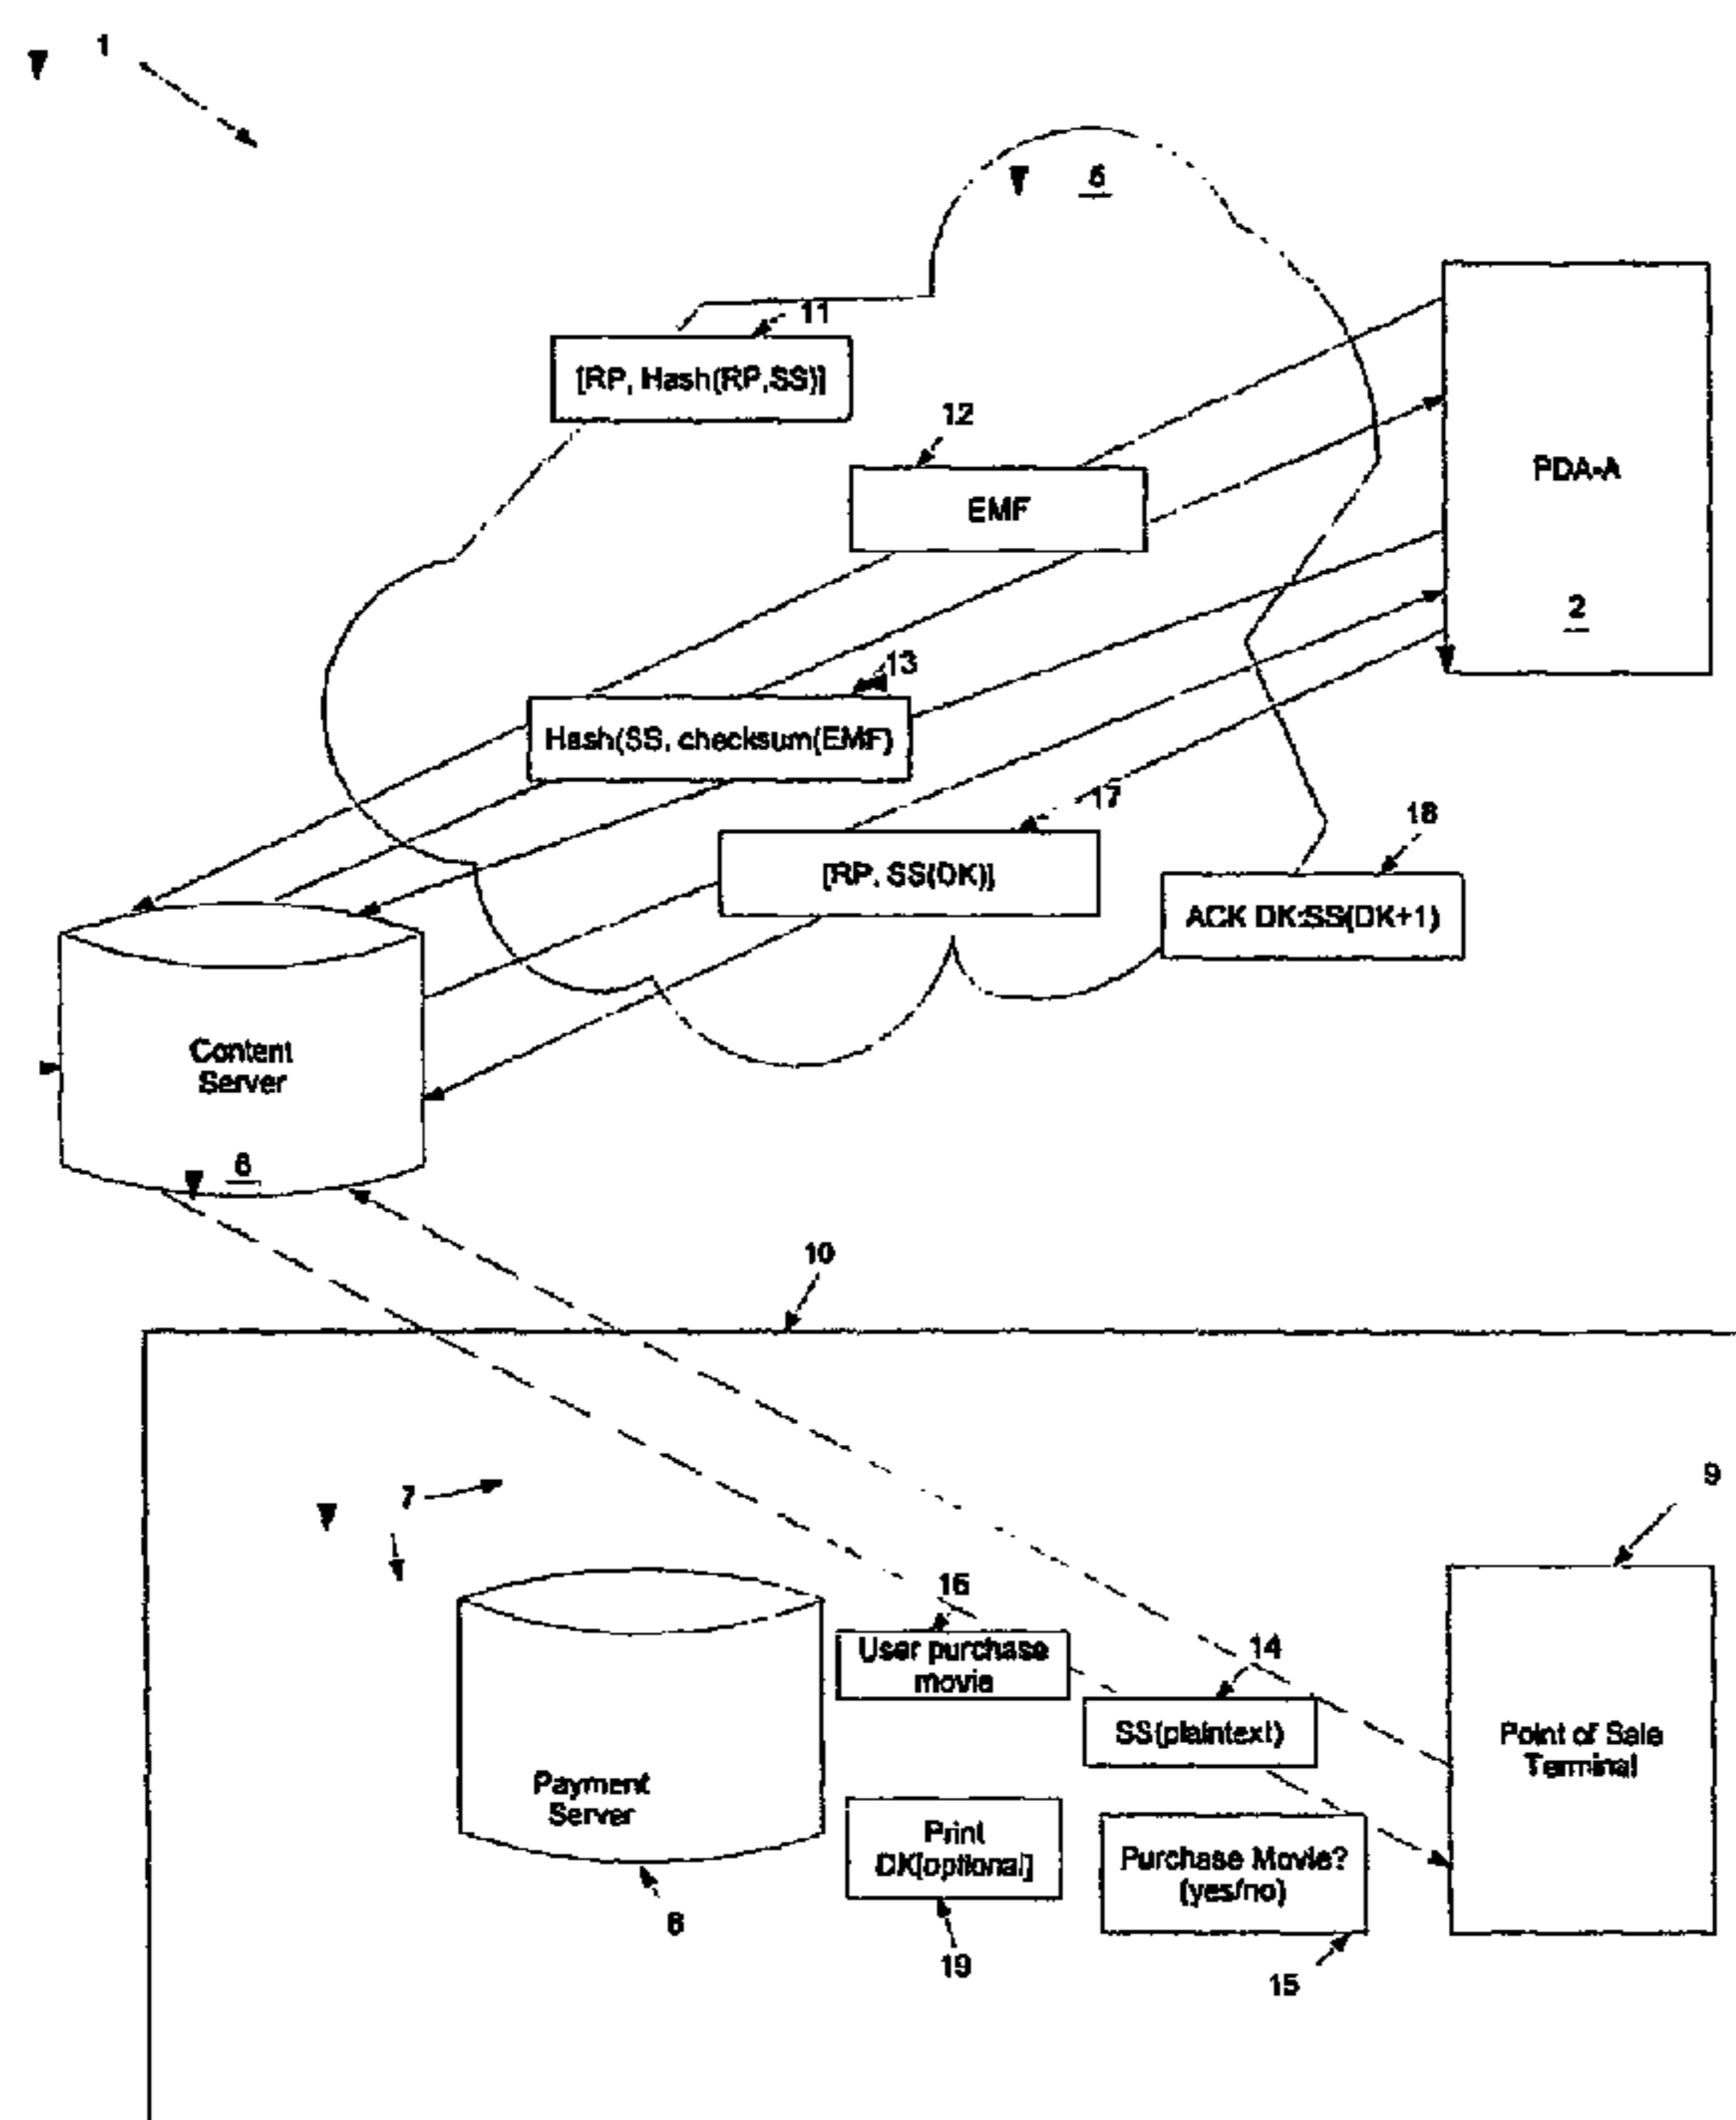 1
5
11
[RP, Hash(RP,SS)]
12
EMF
PDA-A
2
13
Hash(SS, checksum(EMF)
17
[RP, SS(DK)]
18
ACK DK:SS(DK+1)
Content
Server
6
10
7
9
16
User purchase
movie
14
SS(plaintext)
Point of Sale
Terminal
Payment
Server
Print
DK[optional]
Purchase Movie?
(yes/no)
8
19
15